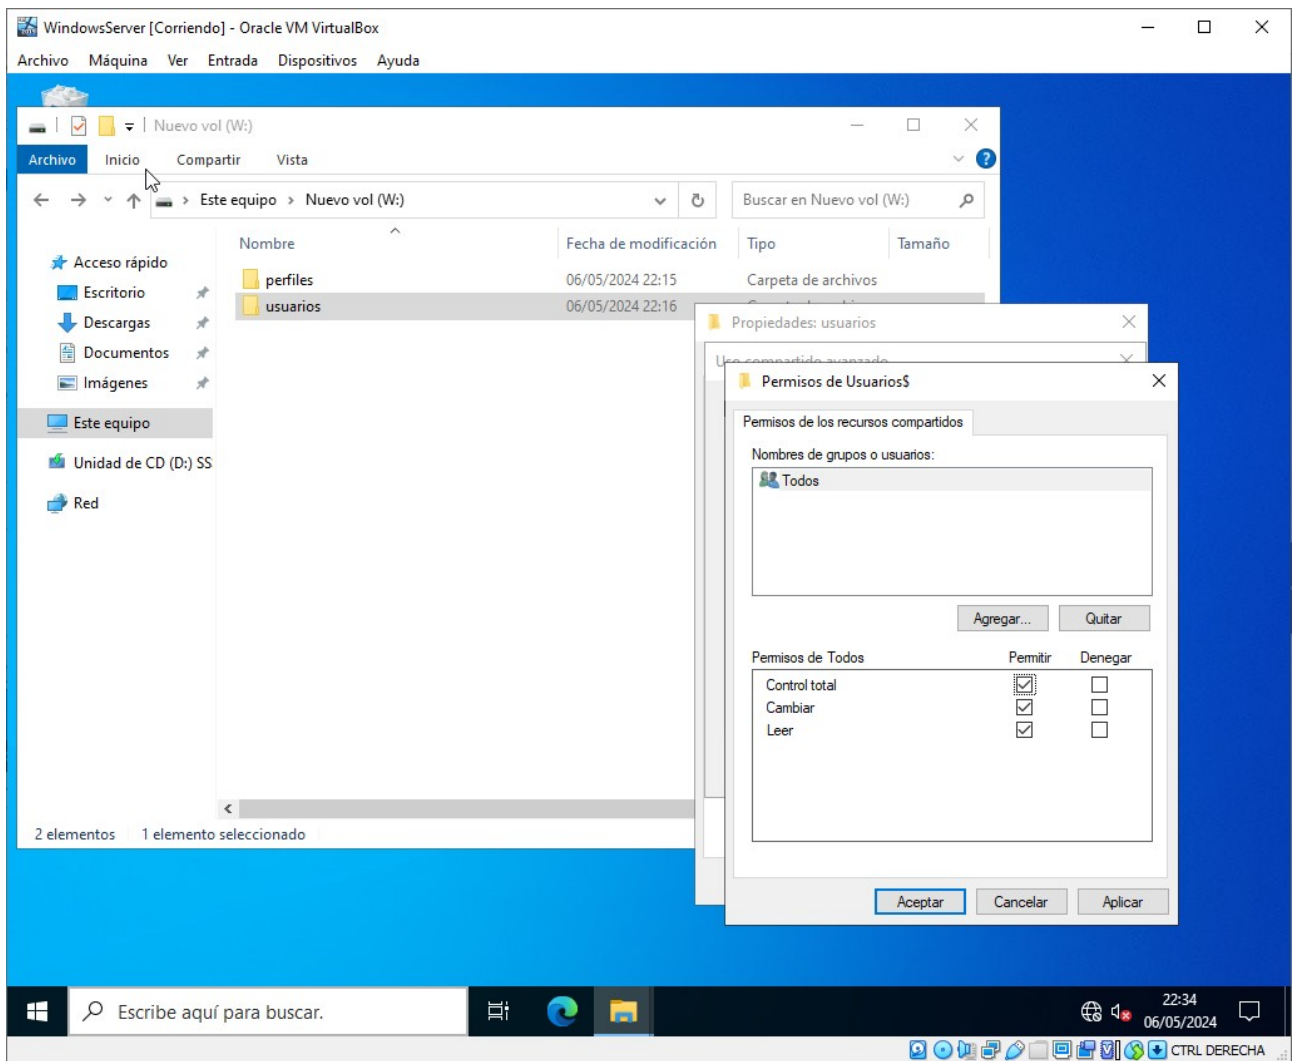 WindowsServer [Corriendo] - Oracle VM VirtualBox
Archivo Máquina Ver Entrada Dispositivos Ayuda
Nuevo vol (W:)
Archivo Inicio Compartir Vista
Este equipo > Nuevo vol (W:)
Buscar en Nuevo vol (W:)
Nombre Fecha de modificación Tipo Tamaño
Acceso rápido
Escritorio
Descargas
Documentos
Imágenes
Este equipo
Unidad de CD (D:) SS
Red
perfiles 06/05/2024 22:15 Carpeta de archivos
usuarios 06/05/2024 22:16
2 elementos 1 elemento seleccionado
Propiedades: usuarios
Uso compartido avanzado
Permisos de Usuarios$
Permisos de los recursos compartidos
Nombres de grupos o usuarios:
Todos
Agregar... Quitar
Permisos de Todos Permitir Denegar
Control total
Cambiar
Leer
Aceptar Cancelar Aplicar
Escribe aquí para buscar.
22:34
06/05/2024
CTRL DERECHA